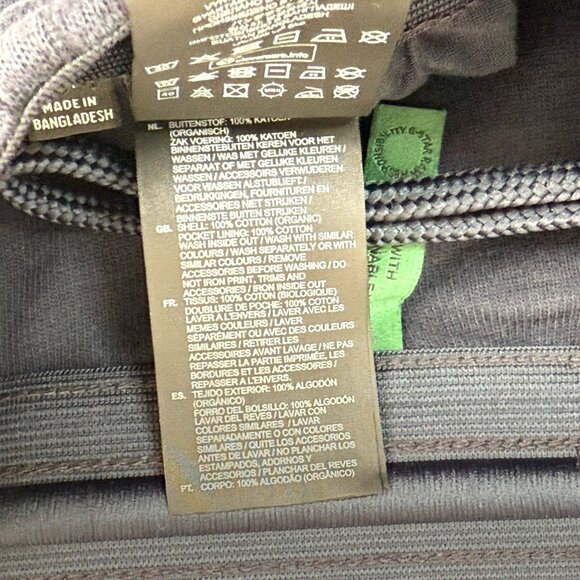 MADE IN
BANGLADESH
40
NL. BUITENSTOF: 100% KATOEN
(ORGANISCH)
ZAK VOERING: 100% KATOEN
BINNENSTEBUITEN KEREN VOOR HET
WASSEN / WAS MET GELIJKE KLEUREN /
SEPARAAT OF MET GELIJKE KLEUREN
WASSEN / ACCESSOIRES VERWIJDEREN
VOOR WASSEN ALSTUBLIEFT /
BEDRUKKINGEN, FOURNITUREN EN
ACCESSOIRES NIET STRIJKEN /
BINNENSTE BUITEN STRIJKEN
GB. SHELL: 100% COTTON (ORGANIC)
POCKET LINING: 100% COTTON
WASH INSIDE OUT / WASH WITH SIMILAR
COLOURS / WASH SEPARATELY OR WITH
SIMILAR COLOURS / REMOVE
ACCESSORIES BEFORE WASHING / DO
NOT IRON PRINT, TRIMS AND
ACCESSORIES / IRON INSIDE OUT
FR. TISSUS: 100% COTON (BIOLOGIQUE)
DOUBLURE DE POCHE: 100% COTON
LAVER A L'ENVERS / LAVER AVEC LES
MEMES COULEURS / LAVER
SÉPARÉMENT OU AVEC DES COULEURS
SIMILAIRES / RETIRER LES
ACCESSOIRES AVANT LAVAGE / NE PAS
REPASSER LA PARTIE IMPRIMÉE, LES
BORDURES ET LES ACCESSOIRES /
REPASSER A L'ENVERS.
ES. TEJIDO EXTERIOR: 100% ALGODÓN
(ORGÁNICO)
FORRO DEL BOLSILLO: 100% ALGODÓN
LAVAR DEL REVES / LAVAR CON
COLORES SIMILARES / LAVAR
SEPARADAMENTE O CON COLORES
SIMILARES / QUITE LOS ACCESORIOS
ANTES DE LAVAR / NO PLANCHAR LOS
ESTAMPADOS, ADORNOS Y
ACCESORIOS / PLANCHAR DEL REVES
PT. CORPO: 100% ALGODÃO (ORGÁNICO)
WITH